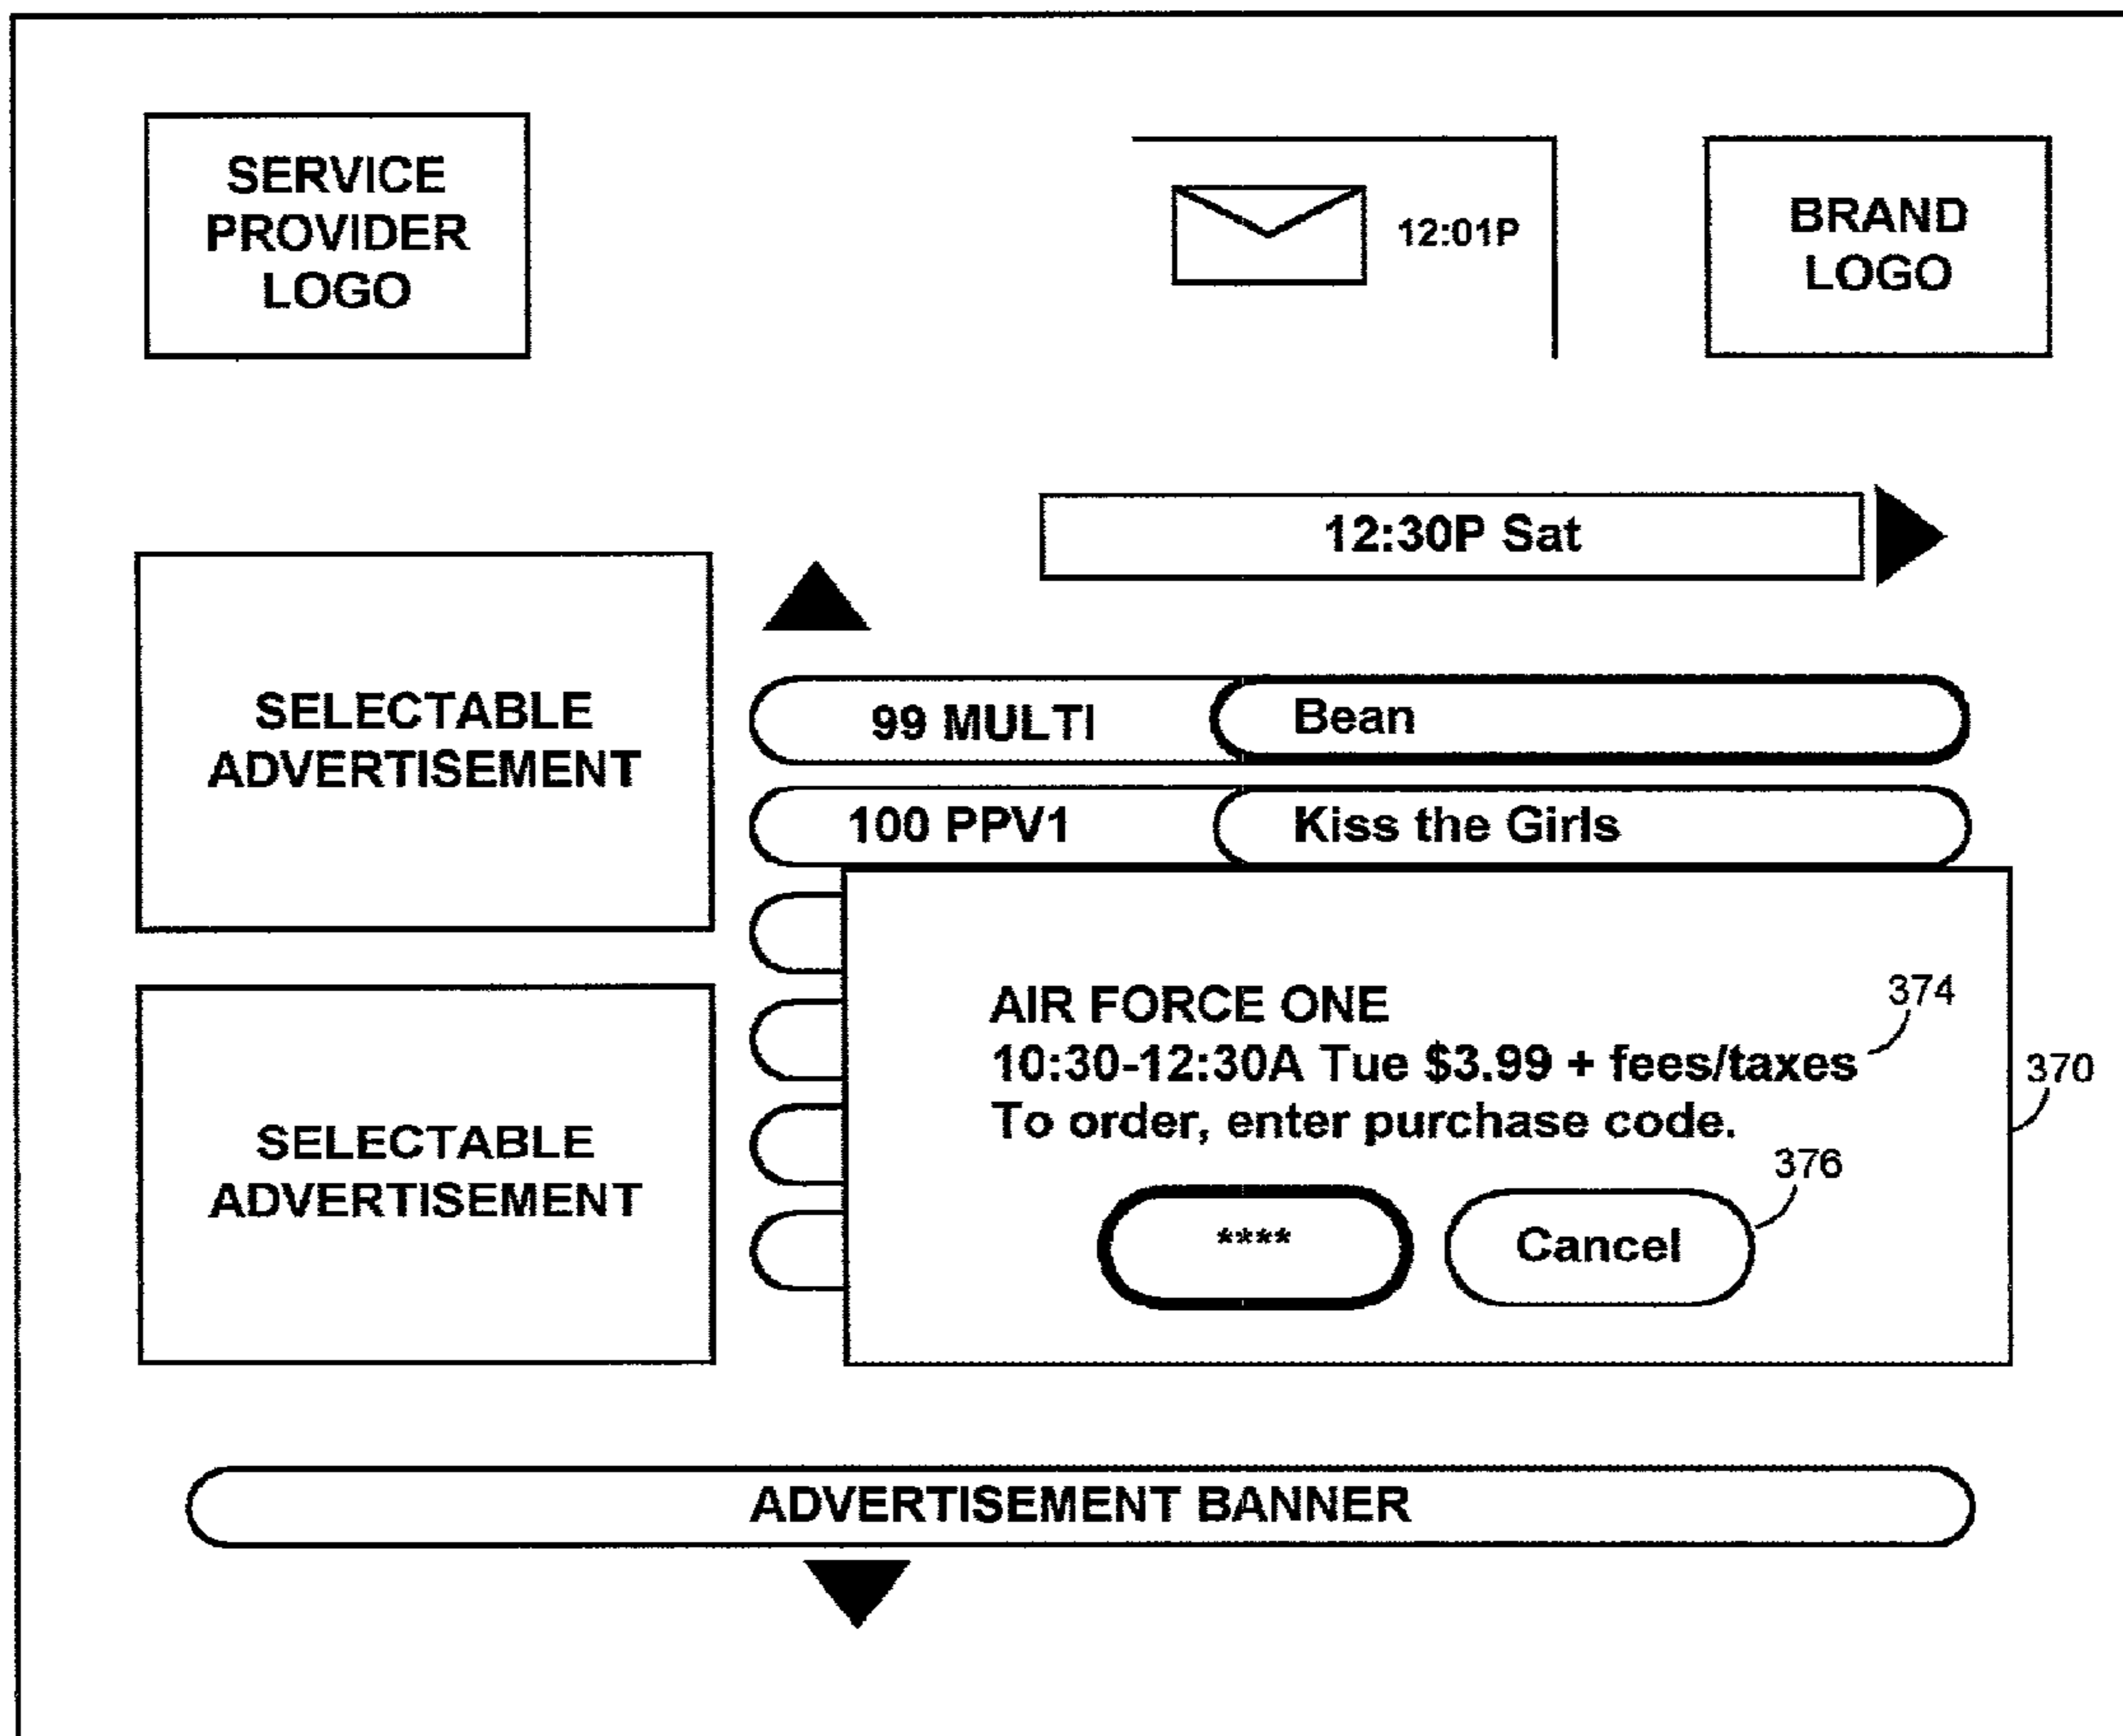 SERVICE
PROVIDER
LOGO
12:01P
BRAND
LOGO
12:30P Sat
SELECTABLE
ADVERTISEMENT
99 MULTI
Bean
100 PPV1
Kiss the Girls
SELECTABLE
ADVERTISEMENT
AIR FORCE ONE
374
10:30-12:30A Tue $3.99 + fees/taxes
370
To order, enter purchase code.
376
****
Cancel
ADVERTISEMENT BANNER